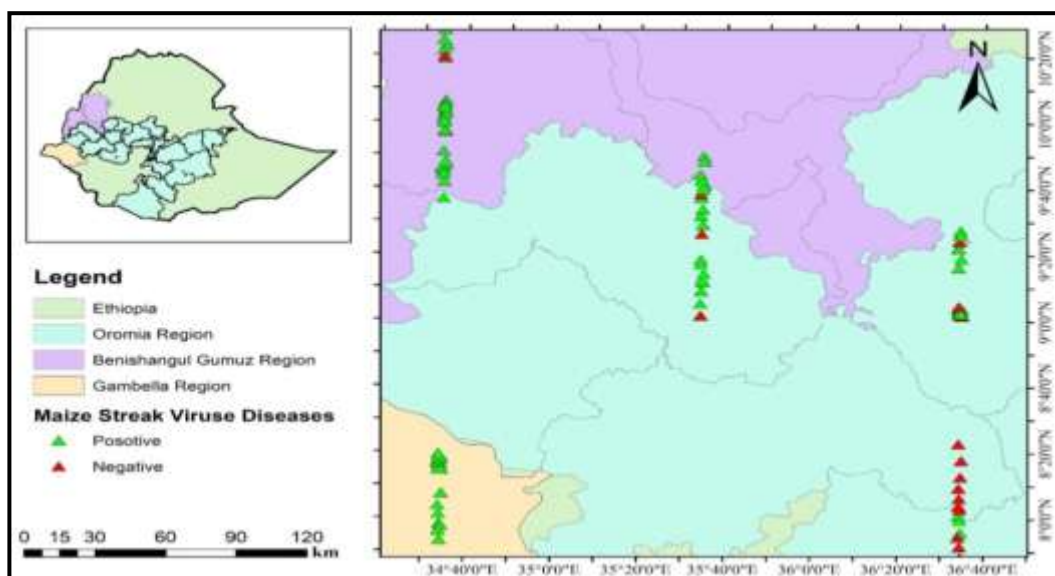 N
Legend
Ethiopia
Oromia Region
Benishangul Gumuz Region
Gambella Region
Maize Streak Viruse Diseases
Posotive
Negative
0 15 30 60 90 120
km
10°20'0"N
10°0'0"N
9°40'0"N
9°20'0"N
9°0'0"N
8°40'0"N
8°20'0"N
8°0'0"N
34°40'0"E 35°0'0"E 35°20'0"E 35°40'0"E 36°0'0"E 36°20'0"E 36°40'0"E